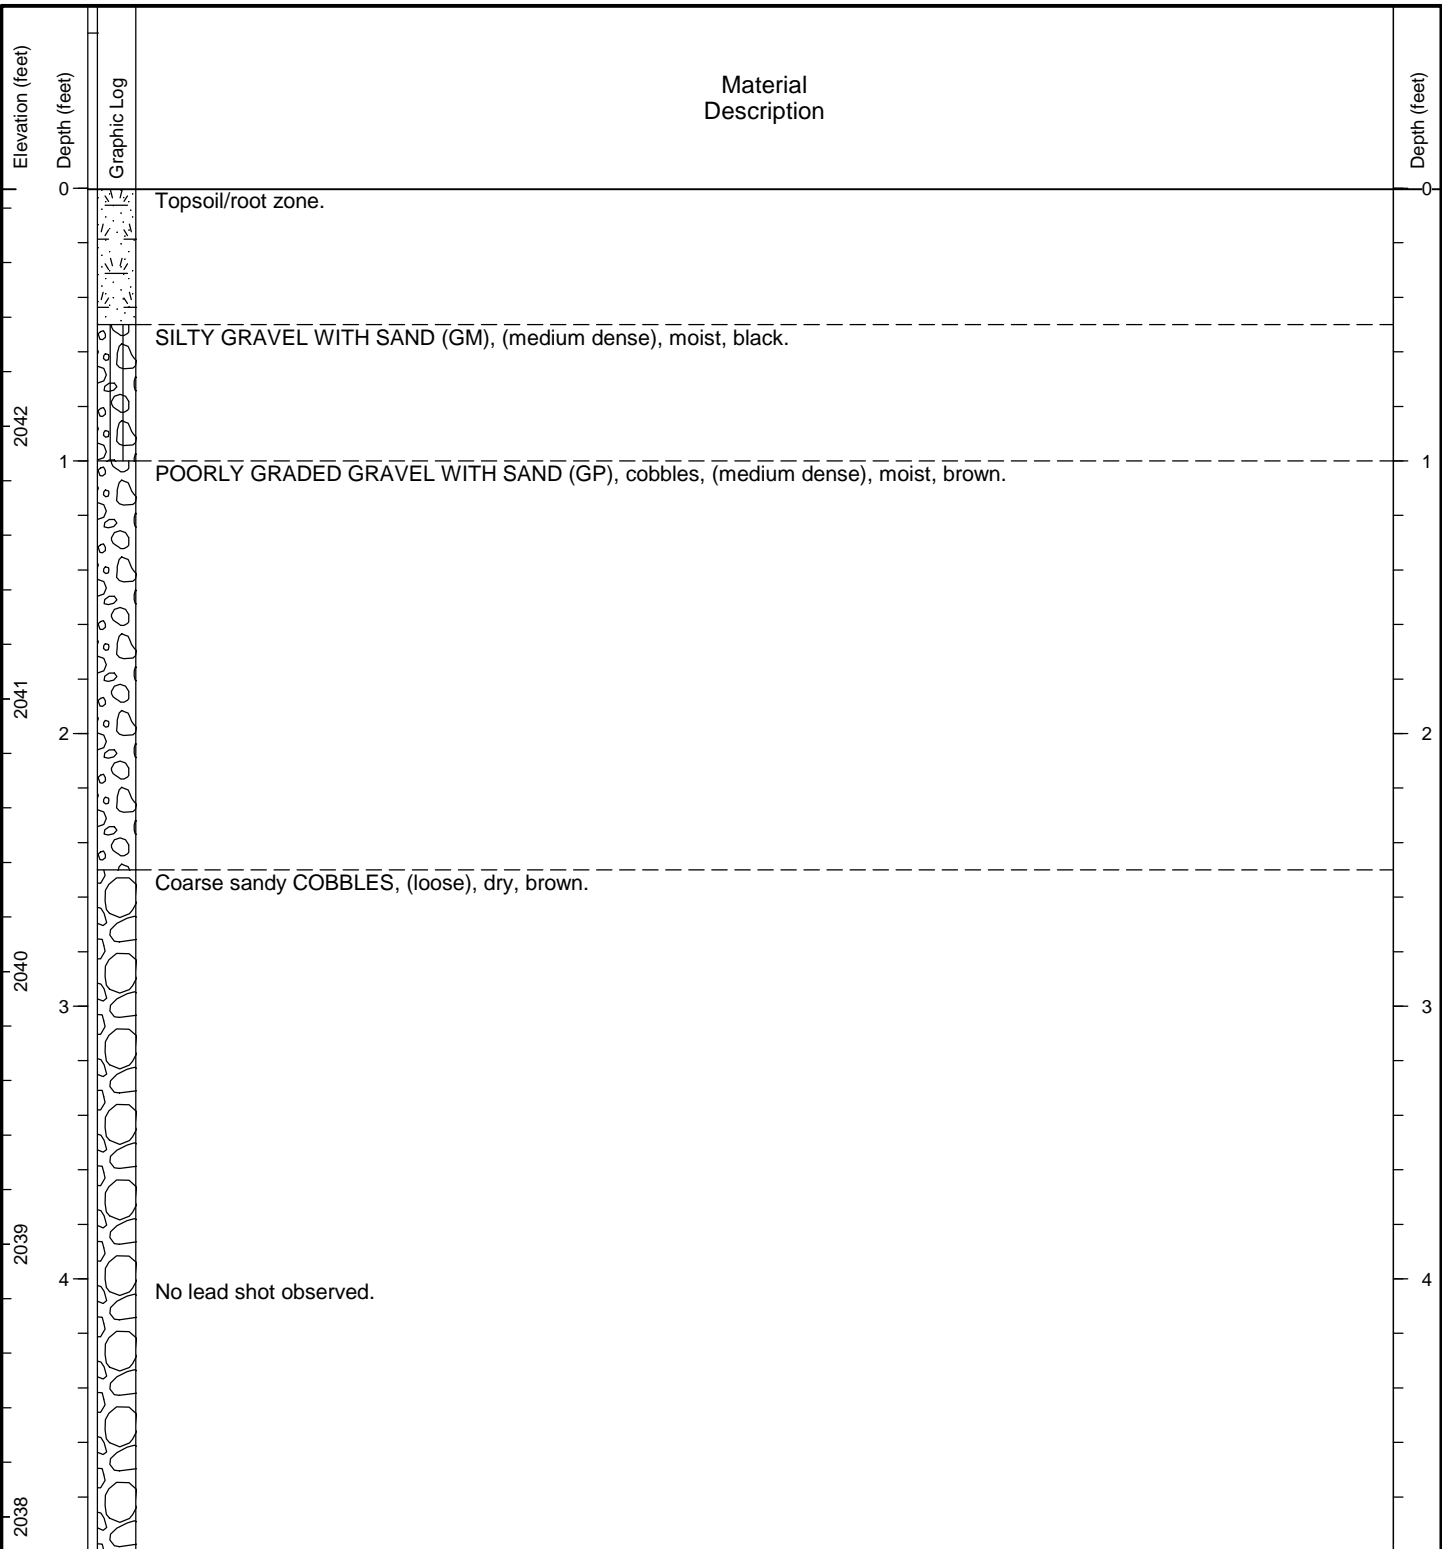 Elevation (feet)
Depth (feet)
Graphic Log
Material
Description
Depth (feet)
0
Topsoil/root zone.
0
SILTY GRAVEL WITH SAND (GM), (medium dense), moist, black.
2042
1
POORLY GRADED GRAVEL WITH SAND (GP), cobbles, (medium dense), moist, brown.
1
2041
2
2
Coarse sandy COBBLES, (loose), dry, brown.
2040
3
3
2039
4
No lead shot observed.
4
2038